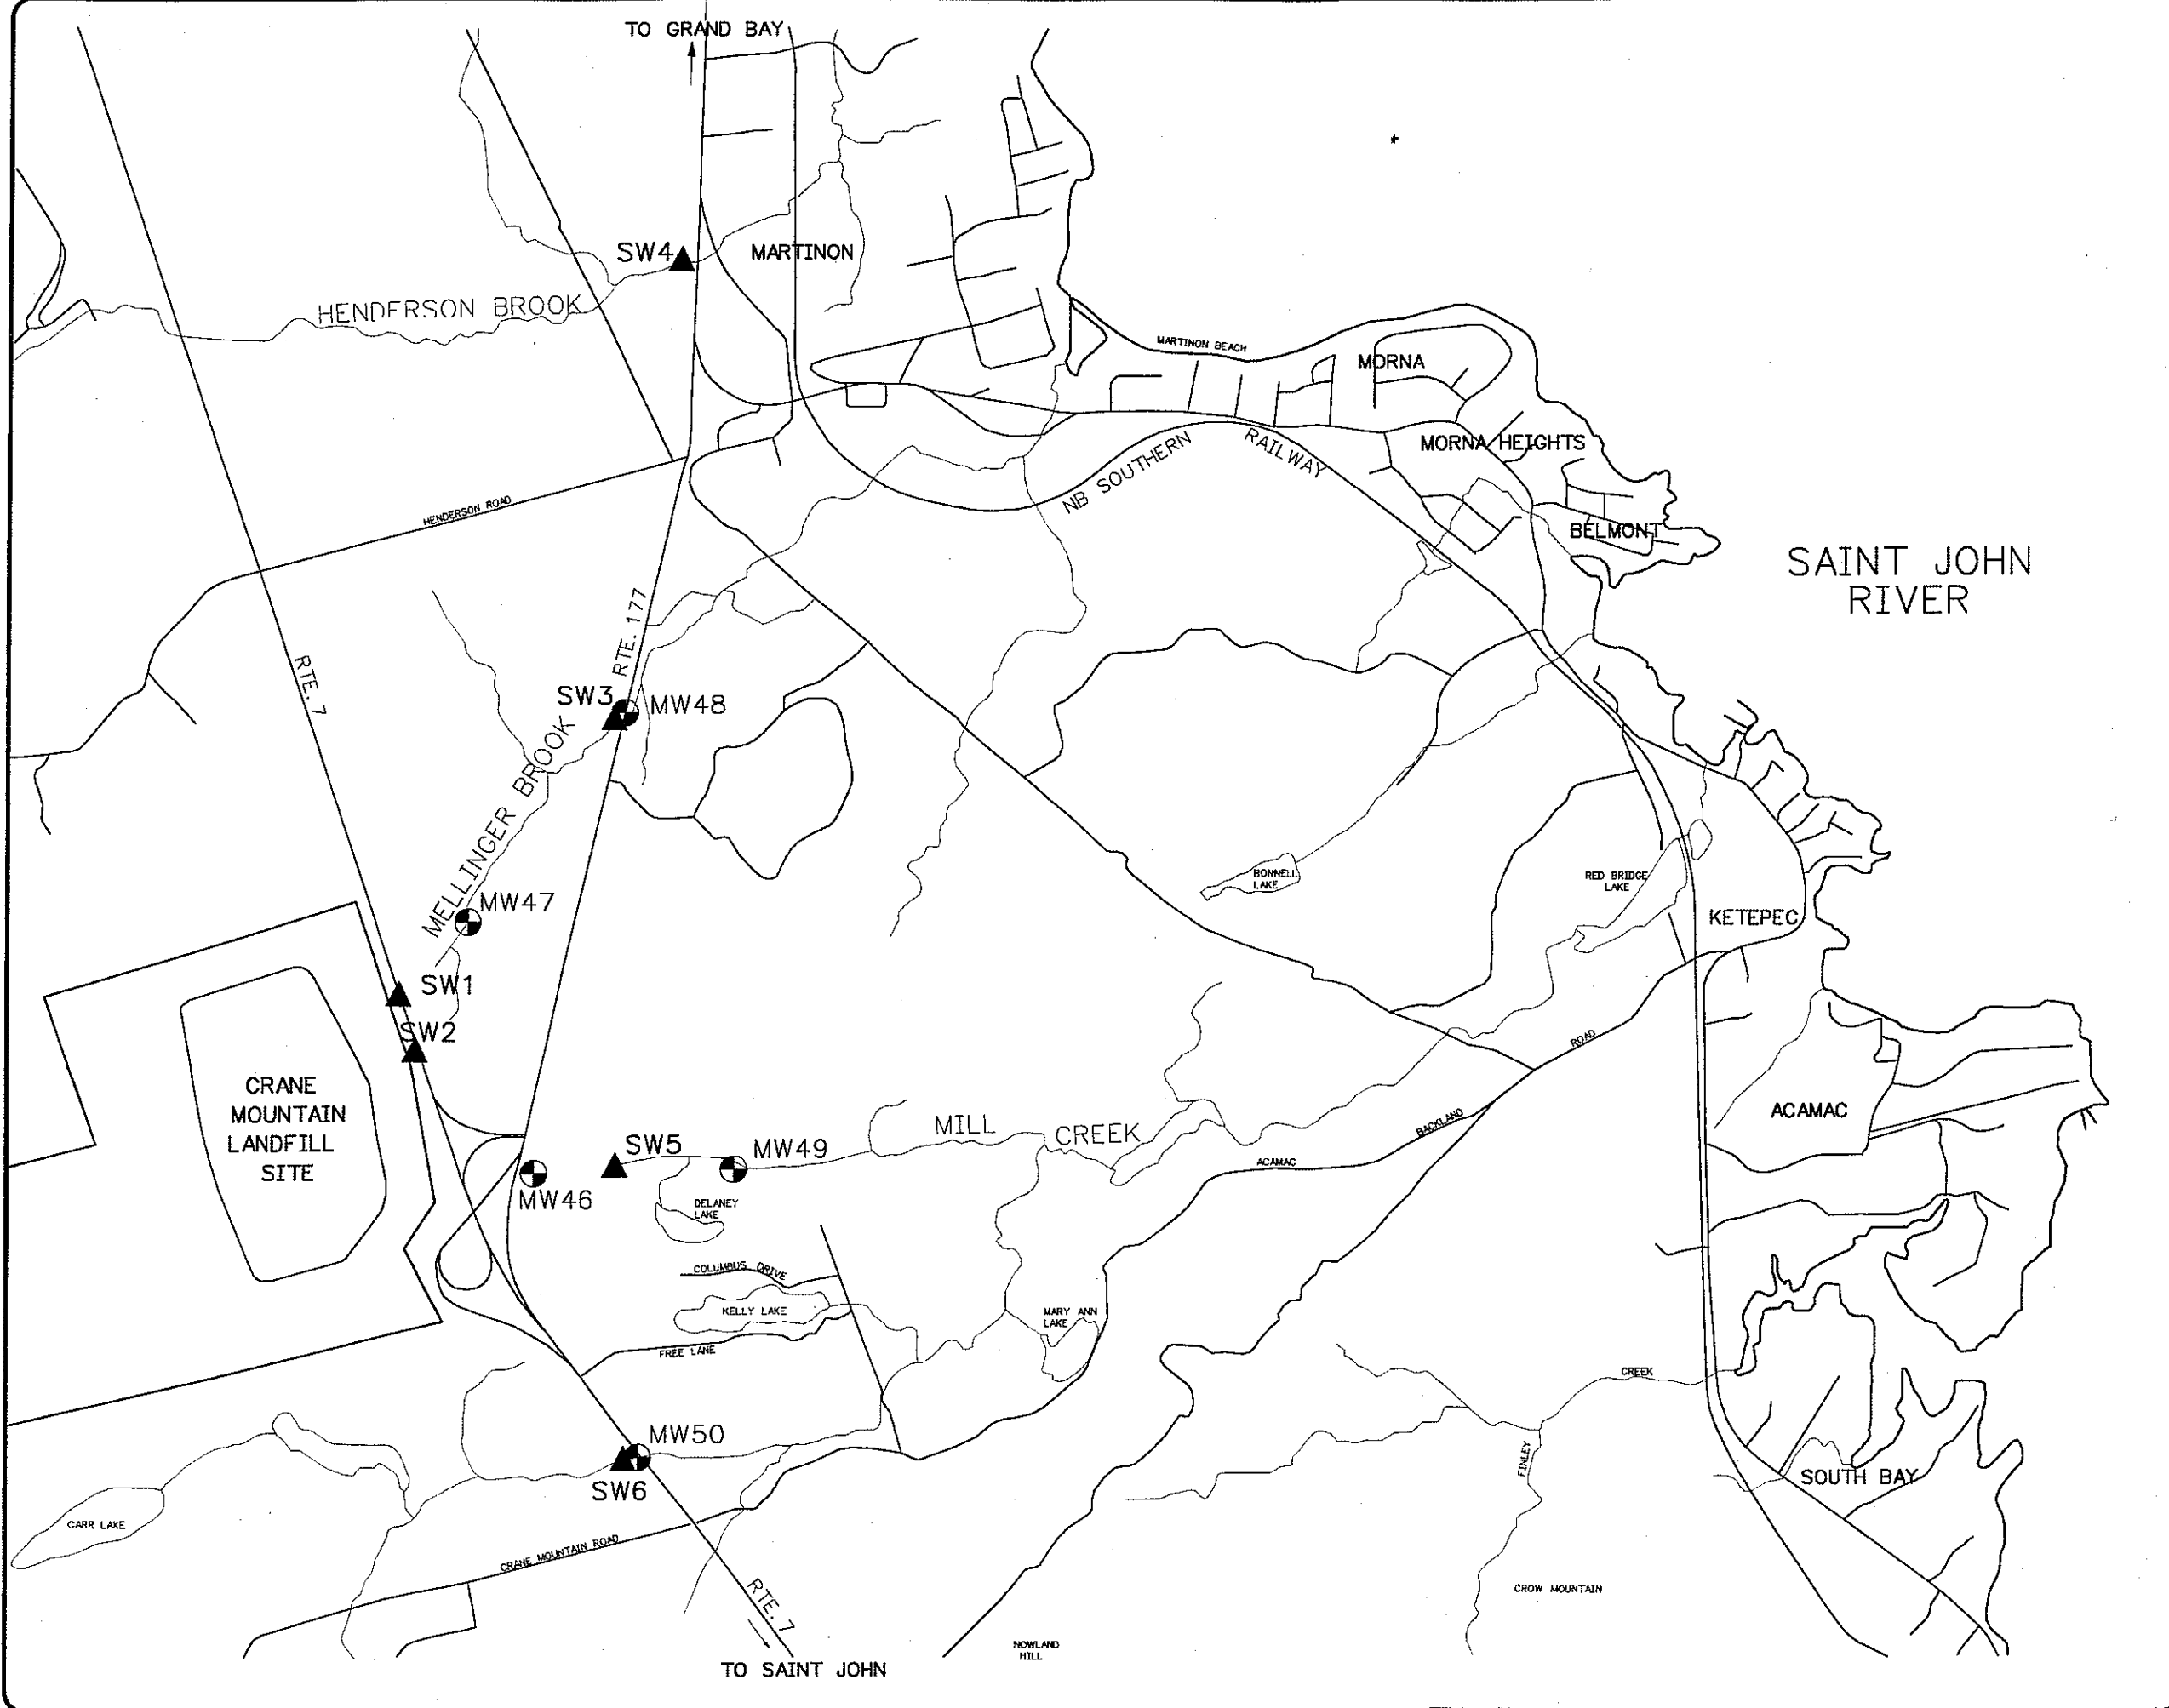 TO GRAND BAY
SW4
MARTINON
HENDERSON BROOK
MARTINON BEACH
MORNA
MORNA HEIGHTS
NB SOUTHERN RAILWAY
HENDERSON ROAD
BELMONT
SAINT JOHN
RIVER
RTE. 177
RTE. 7
SW3
MW48
MELLINGER BROOK
BONNELL
LAKE
RED BRIDGE
LAKE
MW47
KETEPEC
SW1
SW2
ROAD
CRANE
MOUNTAIN
LANDFILL
SITE
BACKLAND
ACAMAC
ACAMAC
MILL CREEK
SW5
MW49
MW46
DELANEY
LAKE
COLUMBUS DRIVE
KELLY LAKE
MARY ANN
LAKE
FREE LANE
CREEK
FINLEY
MW50
SW6
SOUTH BAY
CARR LAKE
CRANE MOUNTAIN ROAD
CROW MOUNTAIN
RTE. 7
NOWLAND
HILL
TO SAINT JOHN